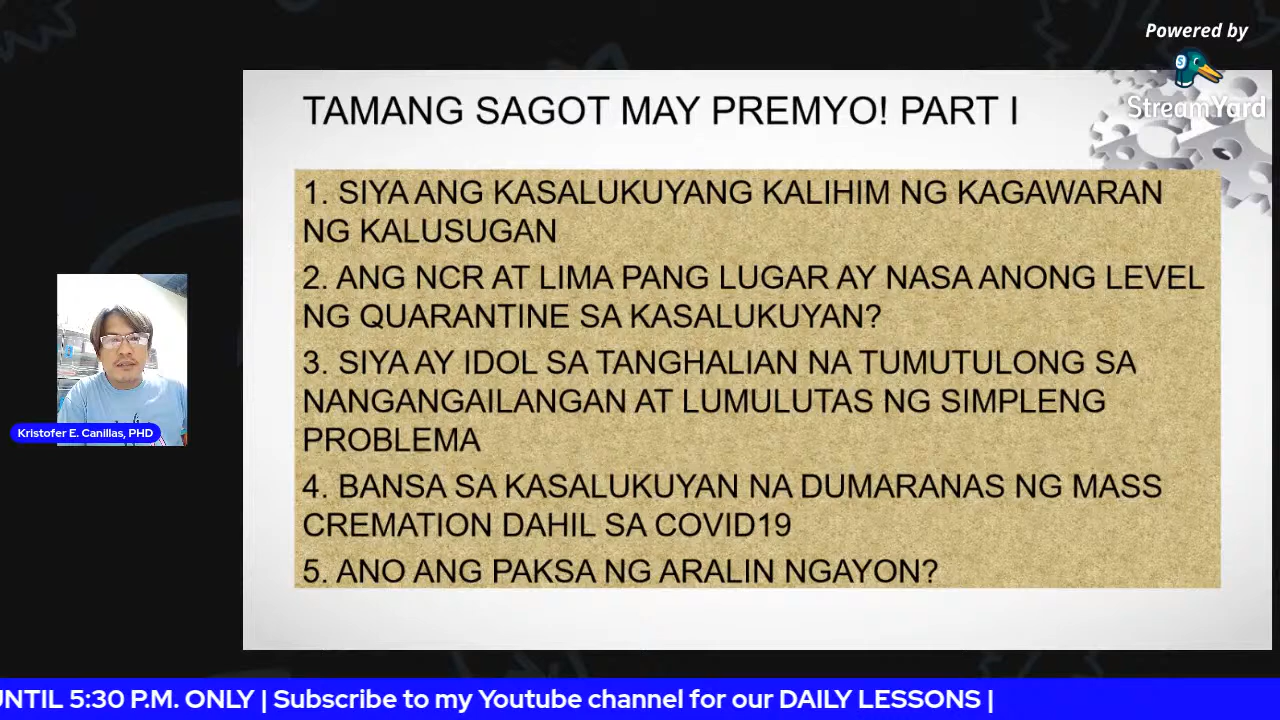 Powered by
StreamYard
TAMANG SAGOT MAY PREMYO! PART I
1. SIYA ANG KASALUKUYANG KALIHIM NG KAGAWARAN
NG KALUSUGAN
2. ANG NCR AT LIMA PANG LUGAR AY NASA ANONG LEVEL
NG QUARANTINE SA KASALUKUYAN?
3. SIYA AY IDOL SA TANGHALIAN NA TUMUTULONG SA
NANGANGAILANGAN AT LUMULUTAS NG SIMPLENG
PROBLEMA
4. BANSA SA KASALUKUYAN NA DUMARANAS NG MASS
CREMATION DAHIL SA COVID19
5. ANO ANG PAKSA NG ARALIN NGAYON?
Kristofer E. Canillas, PHD
UNTIL 5:30 P.M. ONLY | Subscribe to my Youtube channel for our DAILY LESSONS |